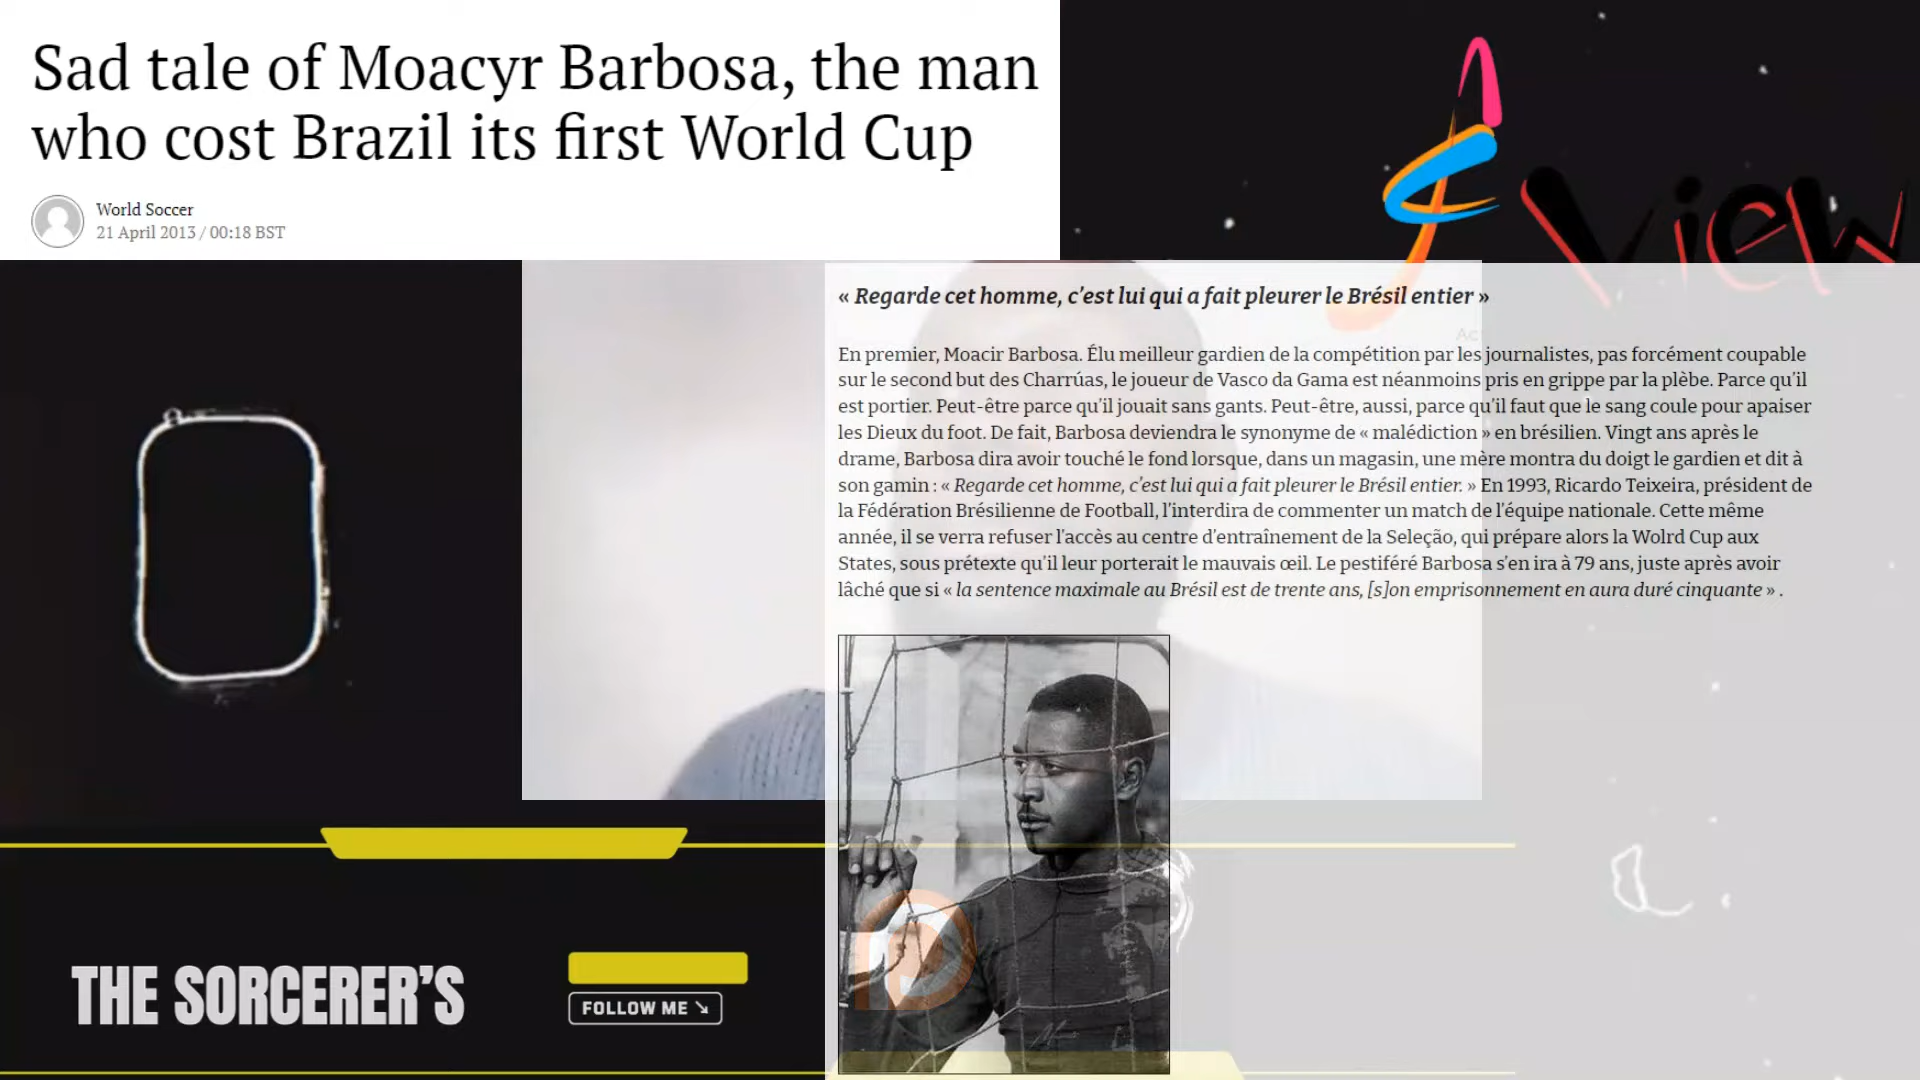 Sad tale of Moacyr Barbosa, the man
who cost Brazil its first World Cup
World Soccer
21 April 2013 / 00:18 BST
View
« Regarde cet homme, c’est lui qui a fait pleurer le Brésil entier »
En premier, Moacir Barbosa. Élu meilleur gardien de la compétition par les journalistes, pas forcément coupable
sur le second but des Charrúas, le joueur de Vasco da Gama est néanmoins pris en grippe par la plèbe. Parce qu’il
est portier. Peut-être parce qu’il jouait sans gants. Peut-être, aussi, parce qu’il faut que le sang coule pour apaiser
les Dieux du foot. De fait, Barbosa deviendra le synonyme de « malédiction » en brésilien. Vingt ans après le
drame, Barbosa dira avoir touché le fond lorsque, dans un magasin, une mère montra du doigt le gardien et dit à
son gamin : « Regarde cet homme, c’est lui qui a fait pleurer le Brésil entier. » En 1993, Ricardo Teixeira, président de
la Fédération Brésilienne de Football, l’interdira de commenter un match de l’équipe nationale. Cette même
année, il se verra refuser l’accès au centre d’entraînement de la Seleção, qui prépare alors la Wolrd Cup aux
States, sous prétexte qu’il leur porterait le mauvais œil. Le pestiféré Barbosa s’en ira à 79 ans, juste après avoir
lâché que si « la sentence maximale au Brésil est de trente ans, [s]on emprisonnement en aura duré cinquante » .
THE SORCERER’S
FOLLOW ME ↘